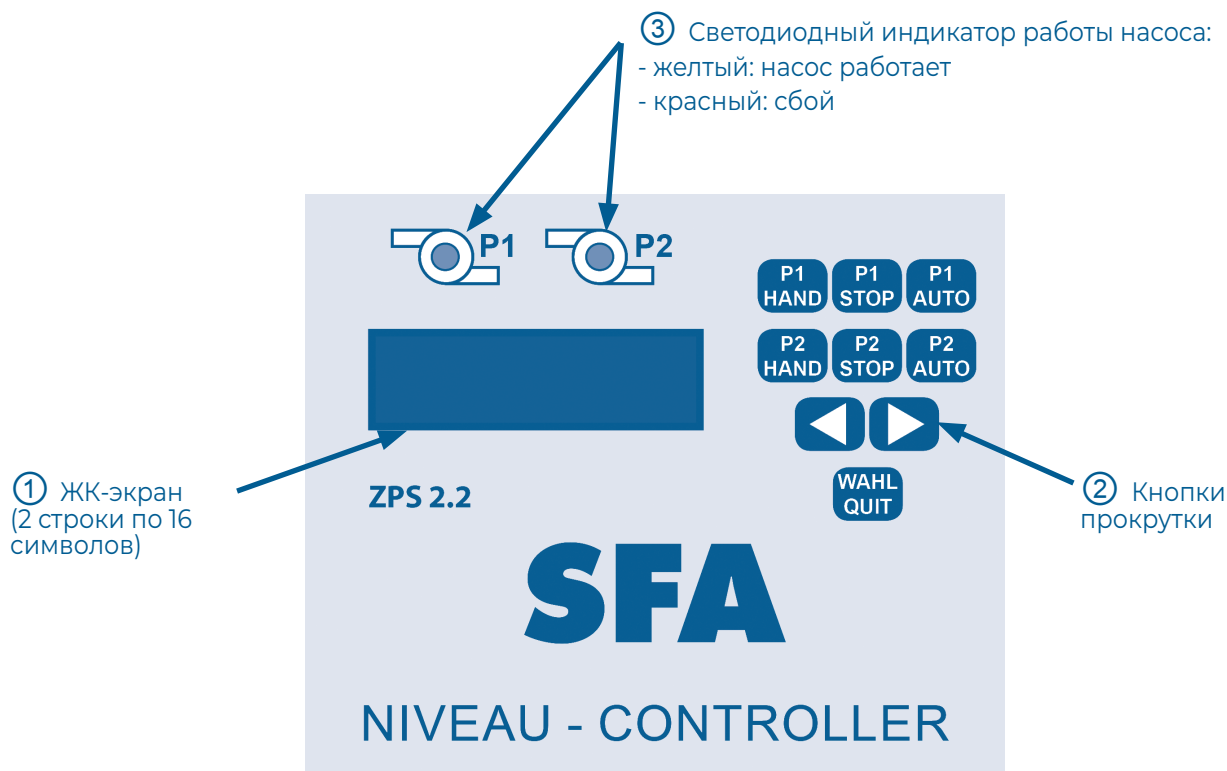 ③ Светодиодный индикатор работы насоса:
- желтый: насос работает
- красный: сбой
P1
P2
P1 HAND
P1 STOP
P1 AUTO
P2 HAND
P2 STOP
P2 AUTO
WAHL QUIT
① ЖК-экран
(2 строки по 16
символов)
ZPS 2.2
② Кнопки
прокрутки
SFA
NIVEAU - CONTROLLER